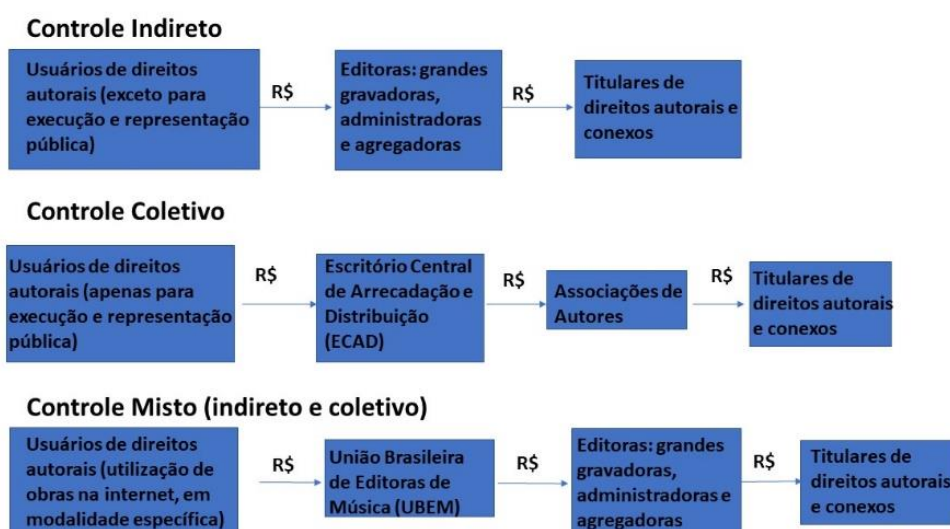 Controle Indireto
Usuários de direitos
autorais (exceto para
execução e representação
pública)
R$
Editoras: grandes
gravadoras,
administradoras
e agregadoras
R$
Titulares de
direitos autorais e
conexos
Controle Coletivo
Usuários de direitos
autorais (apenas para
execução e representação
pública)
R$
Escritório Central
de Arrecadação e
Distribuição
(ECAD)
R$
Associações de
Autores
R$
Titulares de
direitos autorais
e conexos
Controle Misto (indireto e coletivo)
Usuários de direitos
autorais (utilização de
obras na internet, em
modalidade específica)
R$
União Brasileira
de Editoras de
Música (UBEM)
R$
Editoras: grandes
gravadoras,
administradoras e
agregadoras
R$
Titulares de
direitos autorais
e conexos